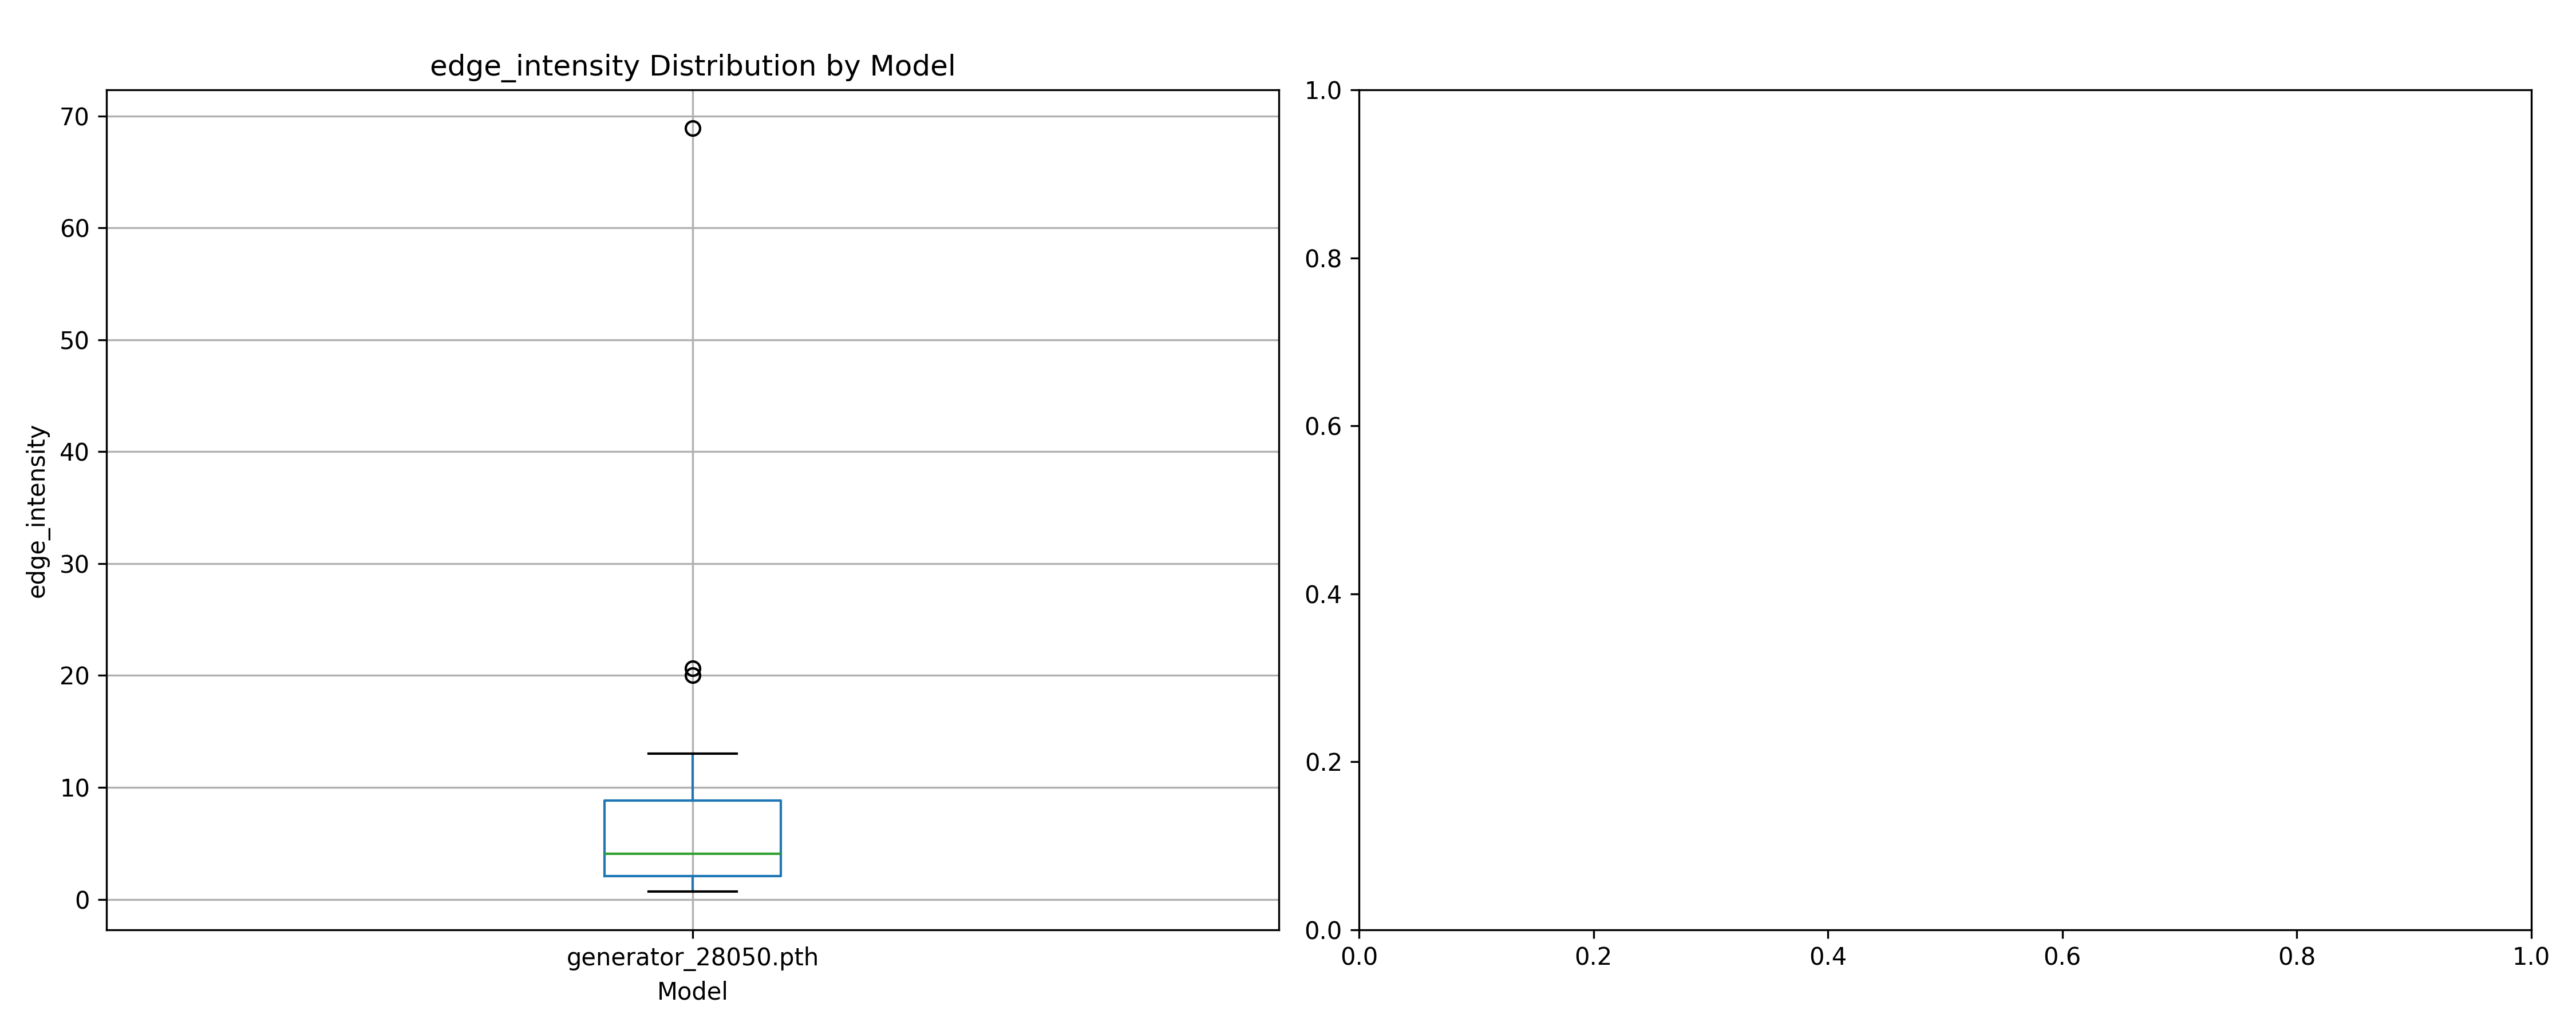 edge_intensity Distribution by Model
70
60
50
40
30
20
10
0
edge_intensity
generator_28050.pth
Model
1.0
0.8
0.6
0.4
0.2
0.0
0.0 0.2 0.4 0.6 0.8 1.0